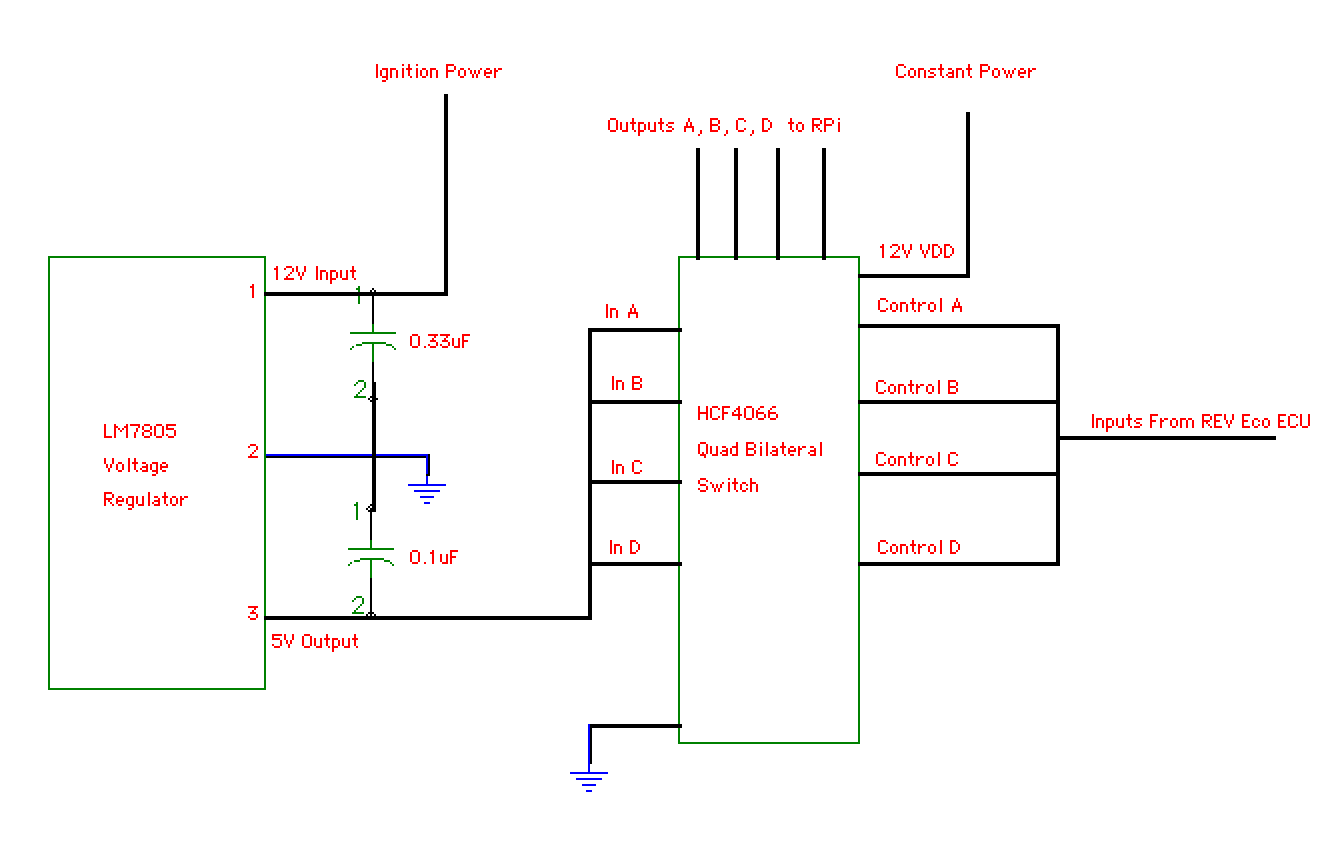 Ignition Power
Constant Power
Outputs A, B, C, D to RPi
12V VDD
12V Input
1
1
Control A
In A
0.33uF
2
In B
Control B
HCF4066
Quad Bilateral
Switch
Inputs From REV Eco ECU
LM7805
Voltage
Regulator
2
In C
Control C
1
In D
Control D
0.1uF
2
3
5V Output